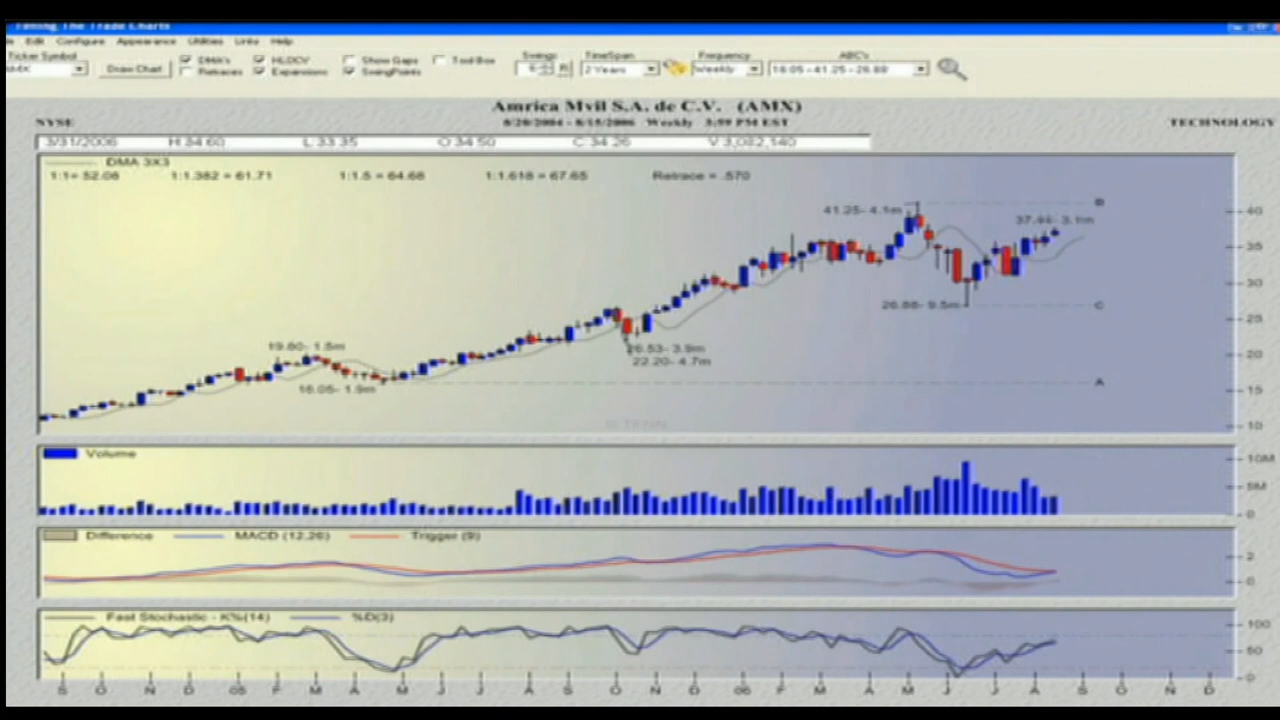 Timing The Trade Charts
Edit Configure Appearance Utilities Links Help
Ticker Symbol
AMX
Draw Chart
DMA's
Retraces
HLOCV
Expansions
Show Gaps
SwingPoints
Tool Box
Swings
6
R
TimeSpan
2 Years
Frequency
Weekly
ABC's
16.05 - 41.25 - 26.88
Amrica Mvil S.A. de C.V. (AMX)
NYSE
8/20/2004 - 8/15/2006 Weekly 3:59 PM EST
TECHNOLOGY
3/31/2006 H:34.60 L:33.35 O:34.50 C:34.26 V:3,082,140
DMA 3X3
1:1= 52.08 1:1.382 = 61.71 1:1.5 = 64.68 1:1.618 = 67.65 Retrace = .570
41.25- 4.1m
B
40
37.44- 3.1m
35
30
26.88- 9.5m
C
25
26.53- 3.9m
22.20- 4.7m
19.80- 1.5m
20
16.05- 1.9m
A
15
10
Volume
10M
5M
0
Difference MACD (12,26) Trigger (9)
2
0
Fast Stochastic - K%(14) %D(3)
100
50
0
S O N D 05 F M A M J J A S O N D 06 F M A M J J A S O N D